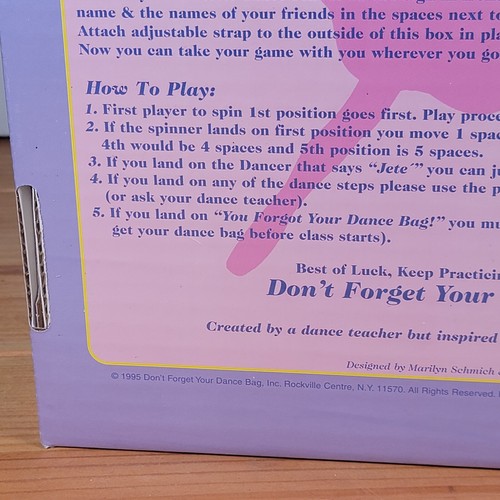 name & the names of your friends in the spaces next to
Attach adjustable strap to the outside of this box in pla
Now you can take your game with you wherever you go
How To Play:
1. First player to spin 1st position goes first. Play proce
2. If the spinner lands on first position you move 1 spac
4th would be 4 spaces and 5th position is 5 spaces.
3. If you land on the Dancer that says "Jete´" you can ju
4. If you land on any of the dance steps please use the p
(or ask your dance teacher).
5. If you land on "You Forgot Your Dance Bag!" you mu
get your dance bag before class starts).
Best of Luck, Keep Practicin
Don't Forget Your
Created by a dance teacher but inspired
Designed by Marilyn Schmich
© 1995 Don't Forget Your Dance Bag, Inc. Rockville Centre, N.Y. 11570. All Rights Reserved.